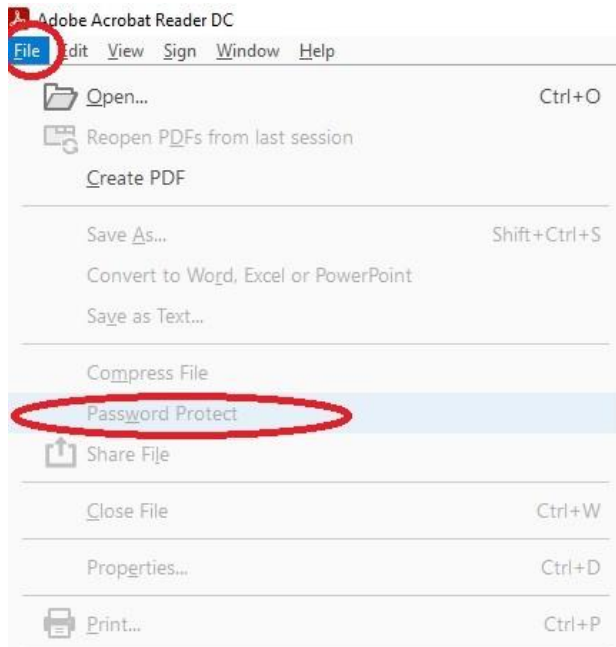 Adobe Acrobat Reader DC
File Edit View Sign Window Help
Open... Ctrl+O
Reopen PDFs from last session
Create PDF
Save As... Shift+Ctrl+S
Convert to Word, Excel or PowerPoint
Save as Text...
Compress File
Password Protect
Share File
Close File Ctrl+W
Properties... Ctrl+D
Print... Ctrl+P